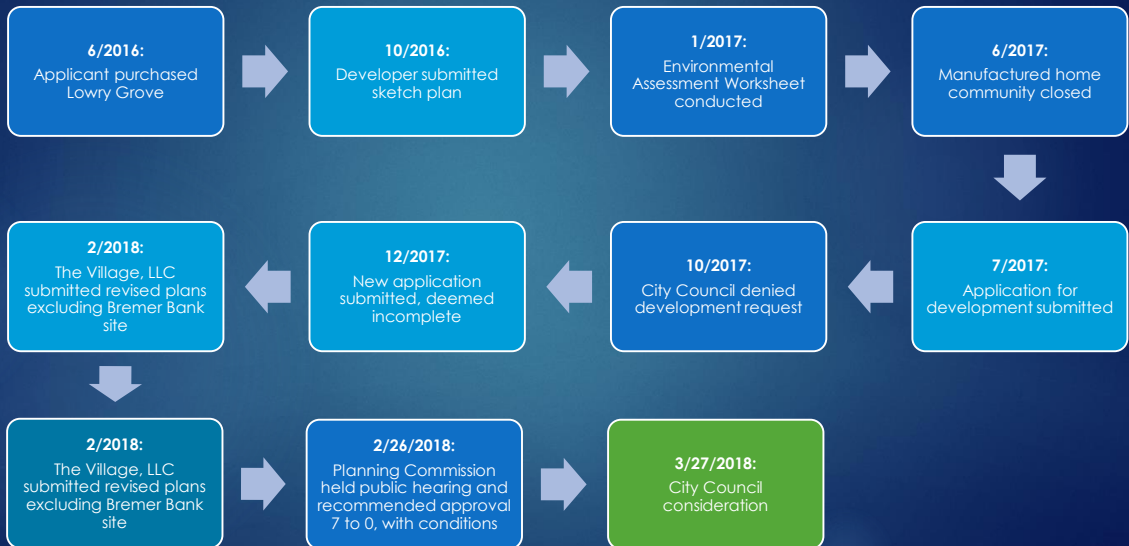 6/2016:
Applicant purchased
Lowry Grove
10/2016:
Developer submitted
sketch plan
1/2017:
Environmental
Assessment Worksheet
conducted
6/2017:
Manufactured home
community closed
7/2017:
Application for
development submitted
10/2017:
City Council denied
development request
12/2017:
New application
submitted, deemed
incomplete
2/2018:
The Village, LLC
submitted revised plans
excluding Bremer Bank
site
2/2018:
The Village, LLC
submitted revised plans
excluding Bremer Bank
site
2/26/2018:
Planning Commission
held public hearing and
recommended approval
7 to 0, with conditions
3/27/2018:
City Council
consideration